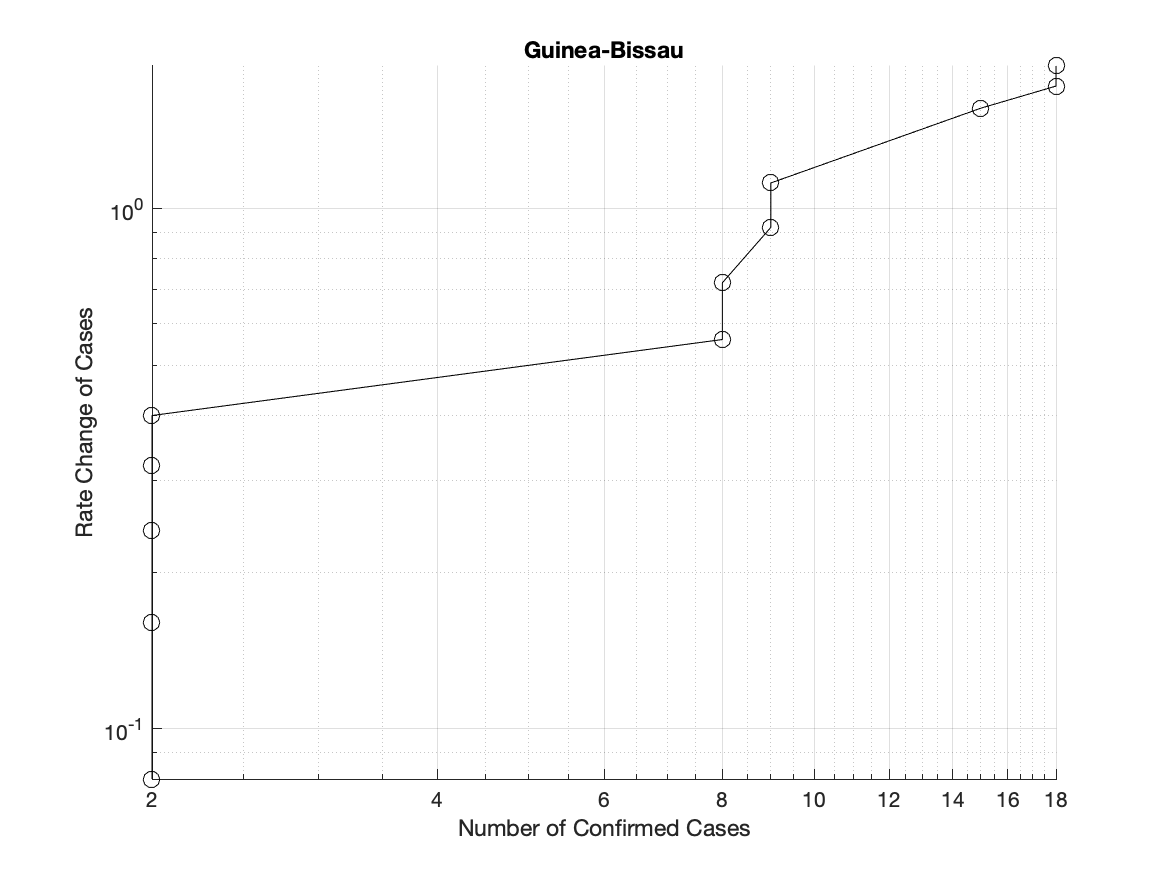 Guinea-Bissau
10^0
Rate Change of Cases
10^-1
2 4 6 8 10 12 14 16 18
Number of Confirmed Cases